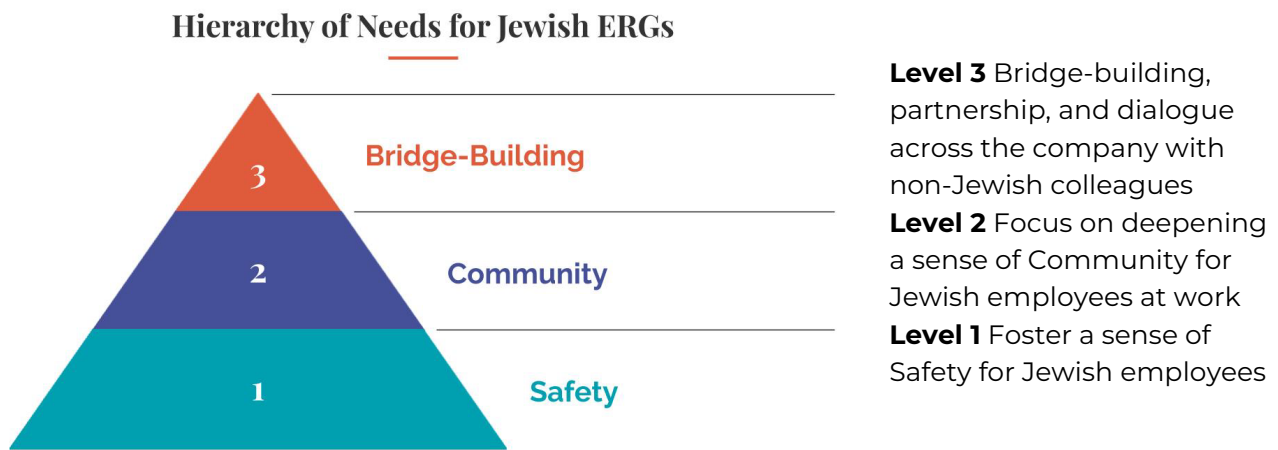 Hierarchy of Needs for Jewish ERGs
3
Bridge-Building
2
Community
1
Safety
Level 3 Bridge-building,
partnership, and dialogue
across the company with
non-Jewish colleagues
Level 2 Focus on deepening
a sense of Community for
Jewish employees at work
Level 1 Foster a sense of
Safety for Jewish employees